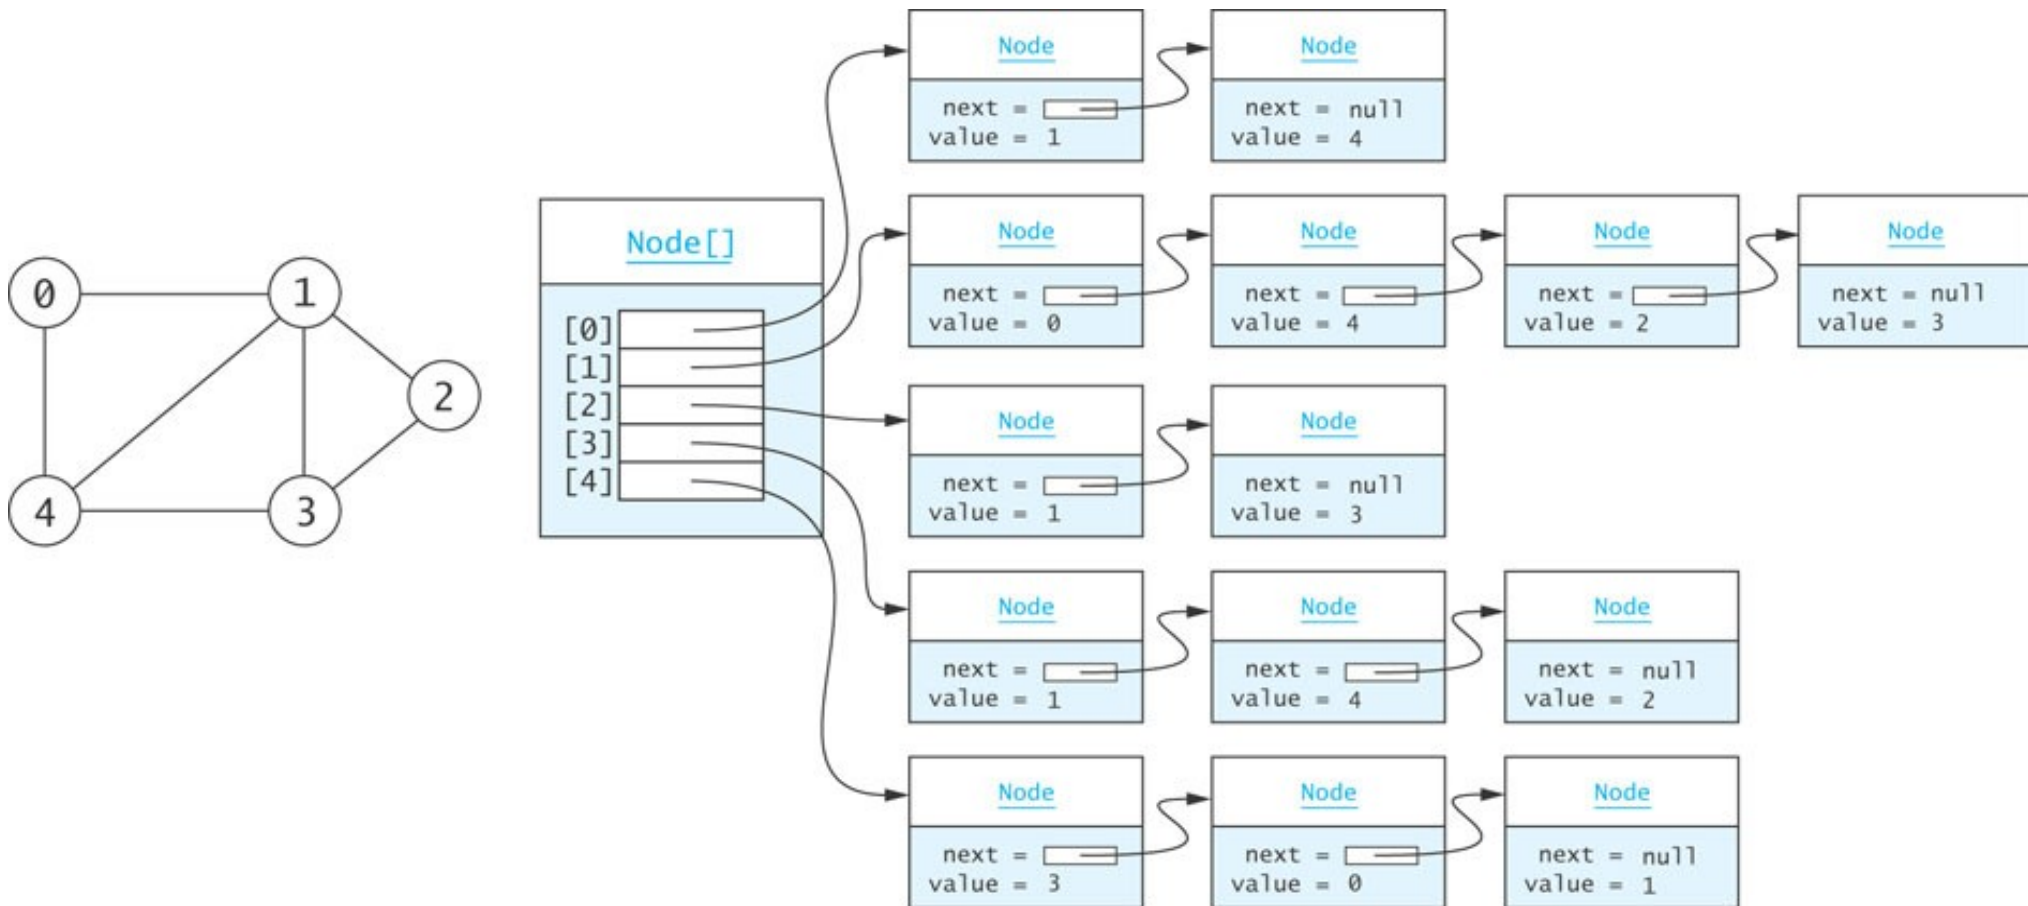 0
1
2
4
3
Node[]
[0]
[1]
[2]
[3]
[4]
Node
next =
value = 1
Node
next = null
value = 4
Node
next =
value = 0
Node
next =
value = 4
Node
next =
value = 2
Node
next = null
value = 3
Node
next =
value = 1
Node
next = null
value = 3
Node
next =
value = 1
Node
next =
value = 4
Node
next = null
value = 2
Node
next =
value = 3
Node
next =
value = 0
Node
next = null
value = 1